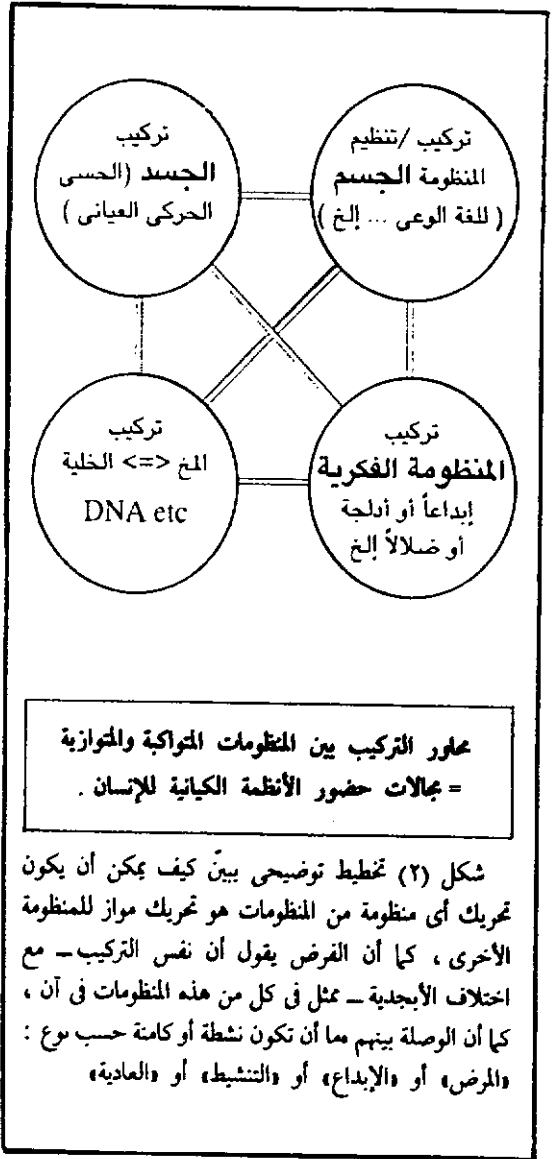 تركيب / تنظيم
المنظومة الجسم
( للغة الوعى ... إلخ )
تركيب
الجسد (الحسى
الحركى العيانى )
تركيب
المنظومة الفكرية
إبداعاً أو أدلجة
أو ضلالاً إلخ
تركيب
المخ <=> الخلية
DNA etc
محاور التركيب بين المنظومات المتواكبة والمتوازية
= مجالات حضور الأنظمة الكيانية للإنسان .
شكل (٢) تخطيط توضيحى يبينّ كيف يمكن أن يكون
تحريك أى منظومة من المنظومات هو تحريك مواز للمنظومة
الأخرى ، كما أن الفرض يقول أن نفس التركيب ــ مع
اختلاف الأبجدية ــ ممثل فى كل من هذه المنظومات فى آن ،
كما أن الوصلة بينهم أن تكون نشطة أو كامنة حسب :
«المرض» أو «الإبداع» أو «التنشيط» أو «العادية»